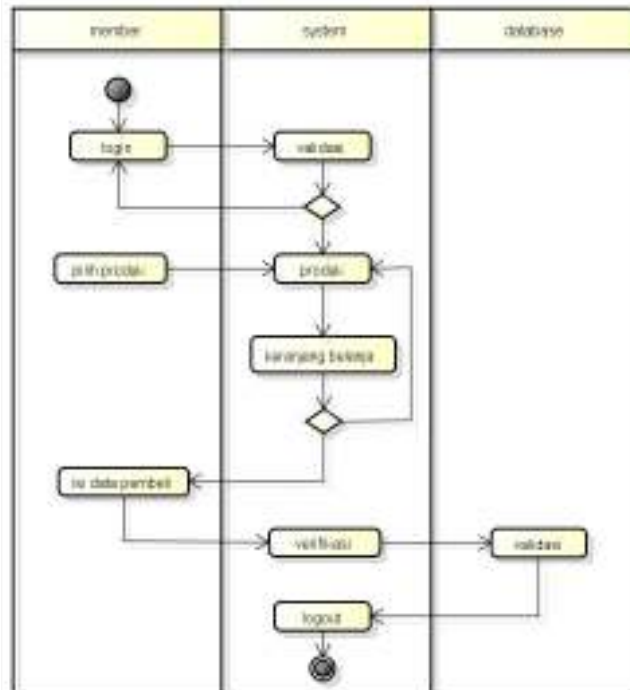 member
system
database
login
validasi
pilih produk
produk
keranjang belanja
isi data pembeli
verifikasi
validasi
logout